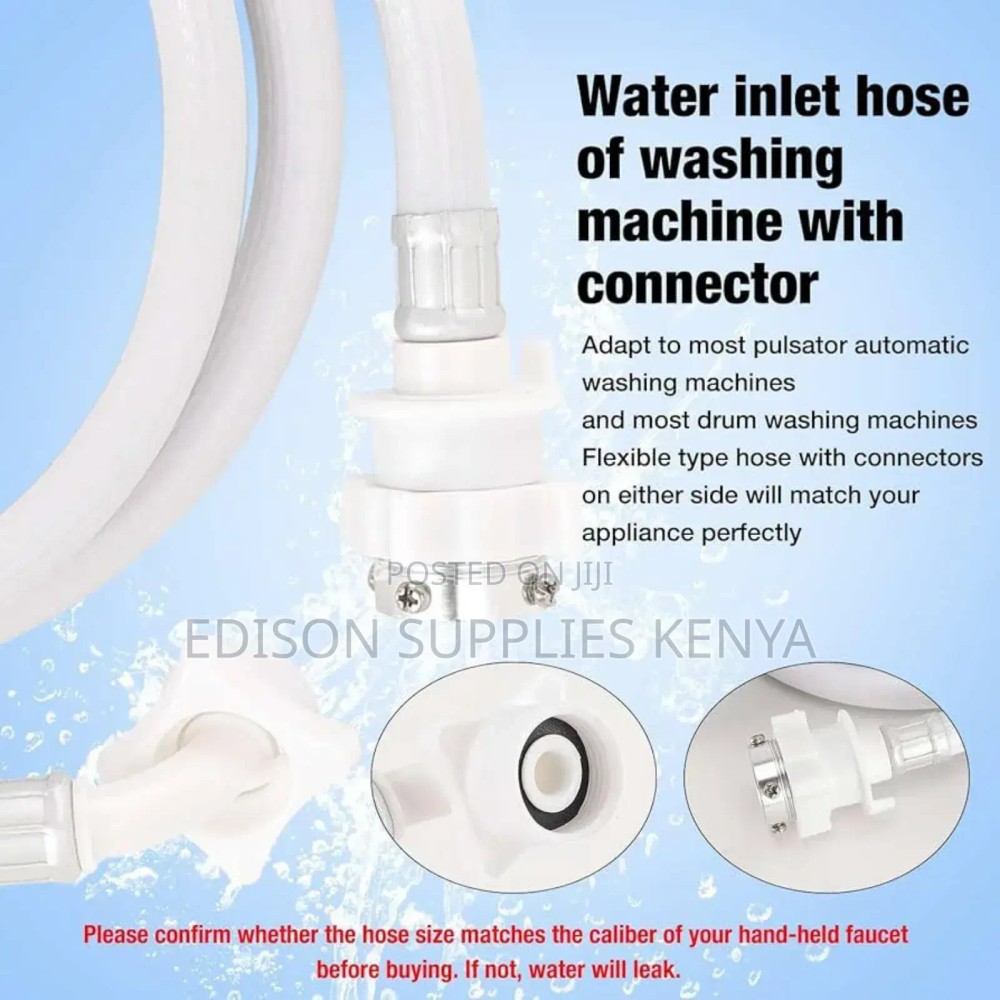 Water inlet hose
of washing
machine with
connector
Adapt to most pulsator automatic
washing machines
and most drum washing machines
Flexible type hose with connectors
on either side will match your
appliance perfectly
POSTED ON JIJI
EDISON SUPPLIES KENYA
Please confirm whether the hose size matches the caliber of your hand-held faucet
before buying. If not, water will leak.